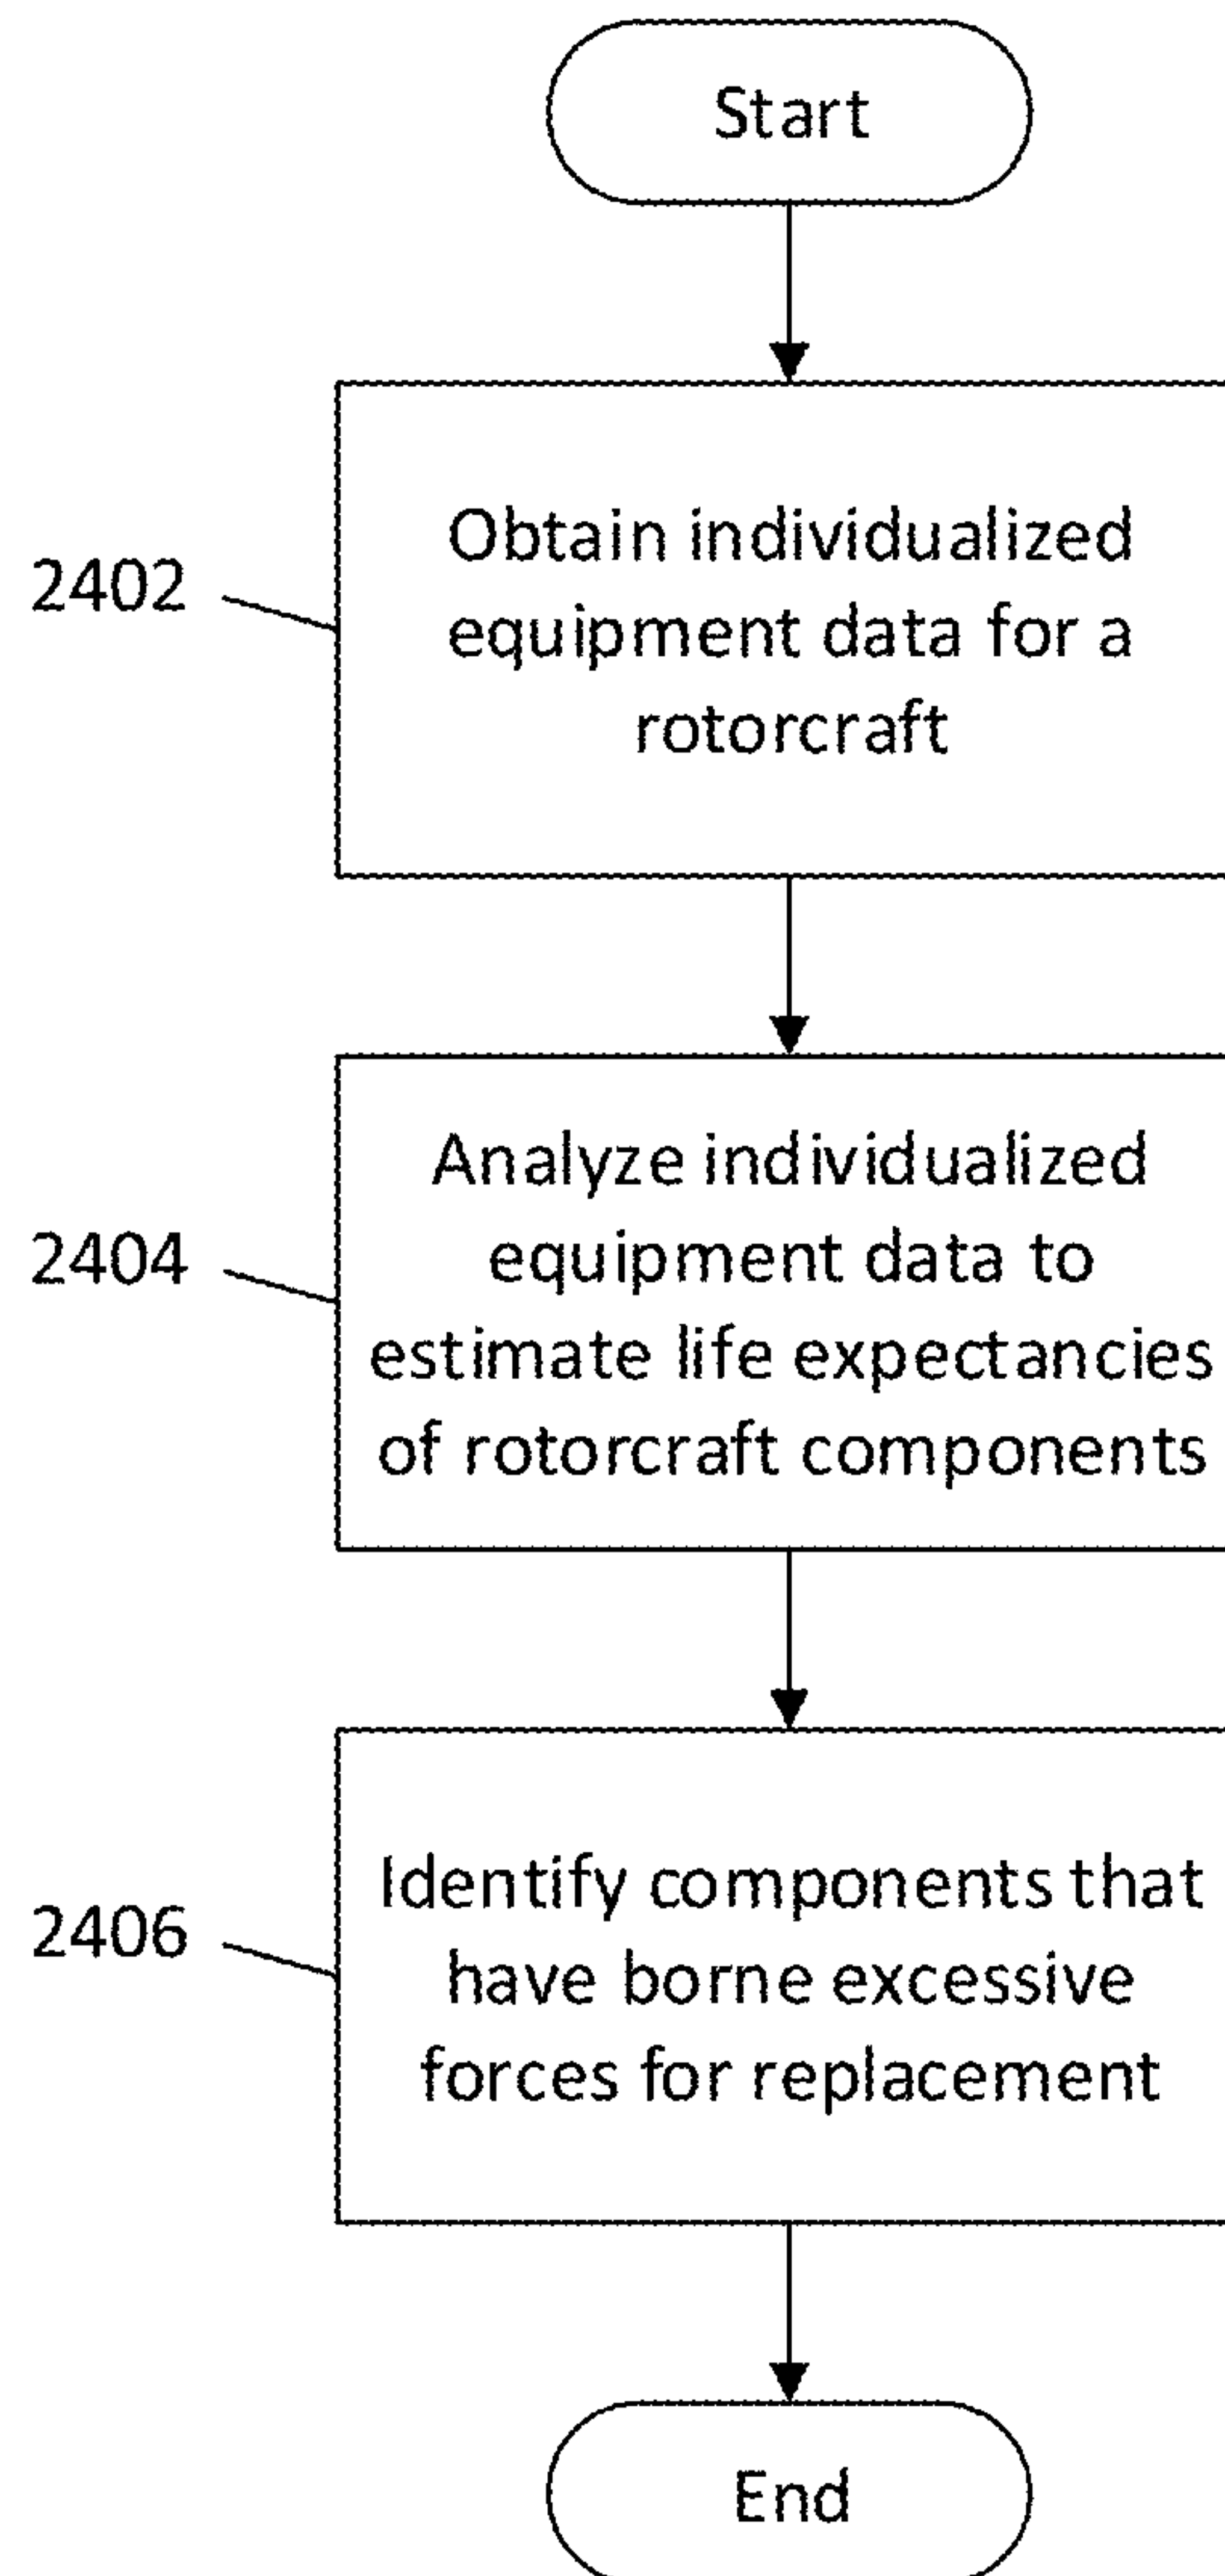 Start
2402
Obtain individualized
equipment data for a
rotorcraft
2404
Analyze individualized
equipment data to
estimate life expectancies
of rotorcraft components
2406
Identify components that
have borne excessive
forces for replacement
End